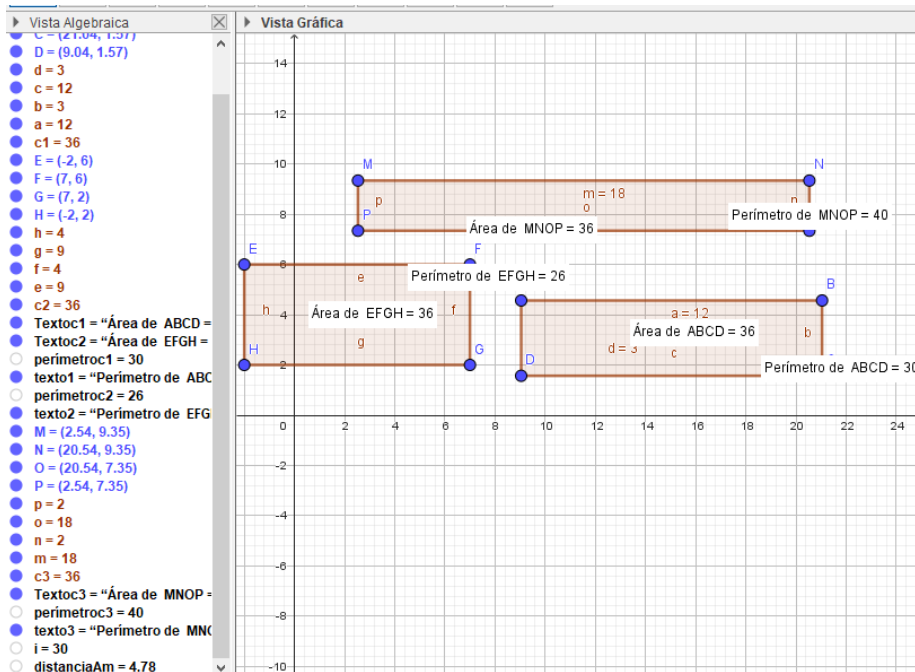 Vista Algebraica
Vista Gráfica
C = (21.04, 1.57)
D = (9.04, 1.57)
d = 3
c = 12
b = 3
a = 12
c1 = 36
E = (-2, 6)
F = (7, 6)
G = (7, 2)
H = (-2, 2)
h = 4
g = 9
f = 4
e = 9
c2 = 36
Textoc1 = “Área de ABCD =
Textoc2 = “Área de EFGH =
perimetroc1 = 30
texto1 = “Perímetro de ABC
perimetroc2 = 26
texto2 = “Perímetro de EFG
M = (2.54, 9.35)
N = (20.54, 9.35)
O = (20.54, 7.35)
P = (2.54, 7.35)
p = 2
o = 18
n = 2
m = 18
c3 = 36
Textoc3 = “Área de MNOP =
perimetroc3 = 40
texto3 = “Perímetro de MNO
i = 30
distanciaAm = 4.78
14
12
10
8
6
4
2
0
-2
-4
-6
-8
-10
2 4 6 8 10 12 14 16 18 20 22 24
M N
m = 18
p o n
P
Área de MNOP = 36
Perímetro de MNOP = 40
E F
e
Perímetro de EFGH = 26
h Área de EFGH = 36 f
g
H G
B
a = 12
Área de ABCD = 36
b
d = 3 c
D
Perímetro de ABCD = 30